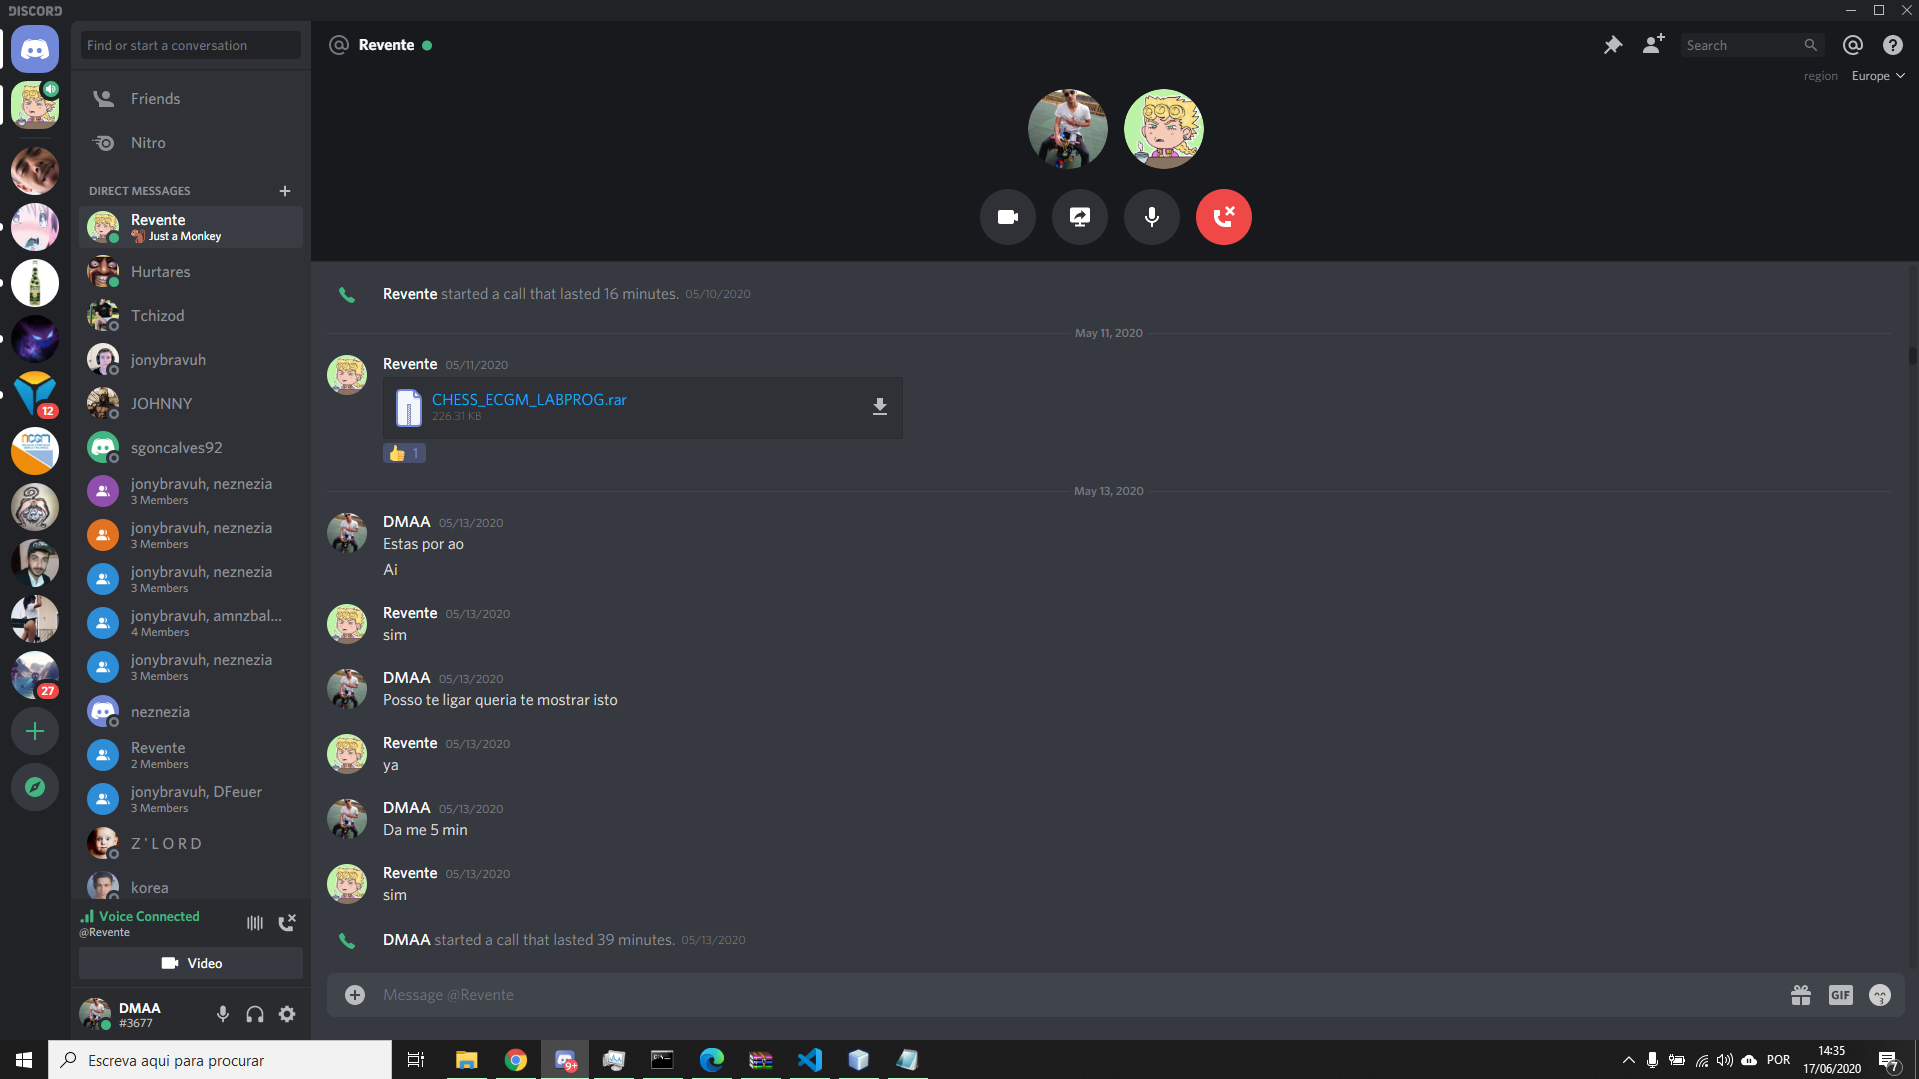 DISCORD
Find or start a conversation
Friends
Nitro
DIRECT MESSAGES
Revente
Just a Monkey
Hurtares
Tchizod
jonybravuh
JOHNNY
sgoncalves92
jonybravuh, neznezia
3 Members
jonybravuh, neznezia
3 Members
jonybravuh, neznezia
3 Members
jonybravuh, amnzbal...
4 Members
jonybravuh, neznezia
3 Members
neznezia
Revente
2 Members
jonybravuh, DFeuer
3 Members
Z ' L O R D
korea
12
27
Voice Connected
@Revente
Video
DMAA
#3677
Revente
Search
region Europe
Revente started a call that lasted 16 minutes. 05/10/2020
May 11, 2020
Revente 05/11/2020
CHESS_ECGM_LABPROG.rar
226.31 KB
1
May 13, 2020
DMAA 05/13/2020
Estas por ao
Ai
Revente 05/13/2020
sim
DMAA 05/13/2020
Posso te ligar queria te mostrar isto
Revente 05/13/2020
ya
DMAA 05/13/2020
Da me 5 min
Revente 05/13/2020
sim
DMAA started a call that lasted 39 minutes. 05/13/2020
Message @Revente
GIF
Escreva aqui para procurar
9+
POR
14:35
17/06/2020
7